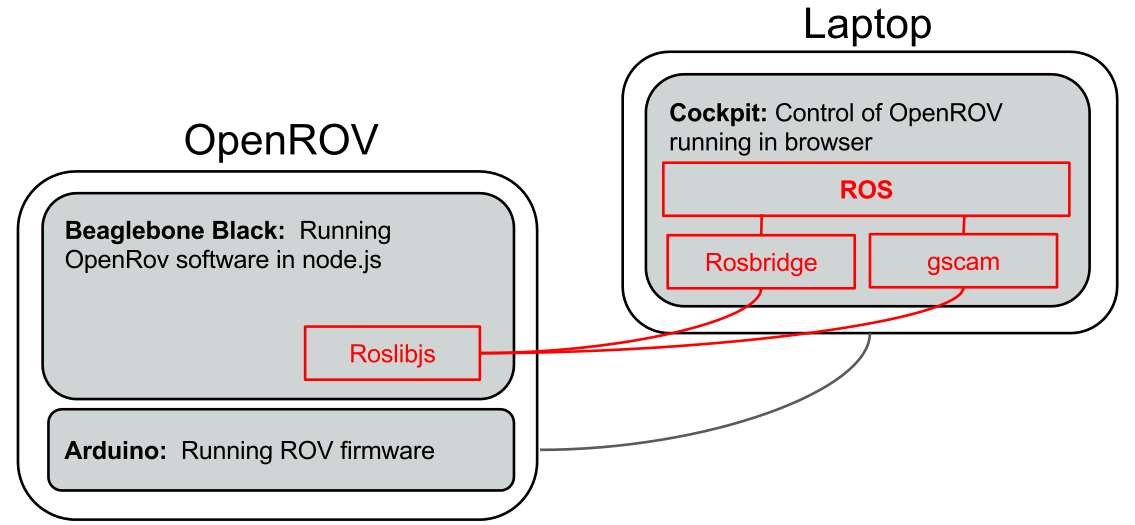 Laptop
Cockpit: Control of OpenROV
running in browser
ROS
Rosbridge
gscam
OpenROV
Beaglebone Black:  Running
OpenRov software in node.js
Roslibjs
Arduino:  Running ROV firmware